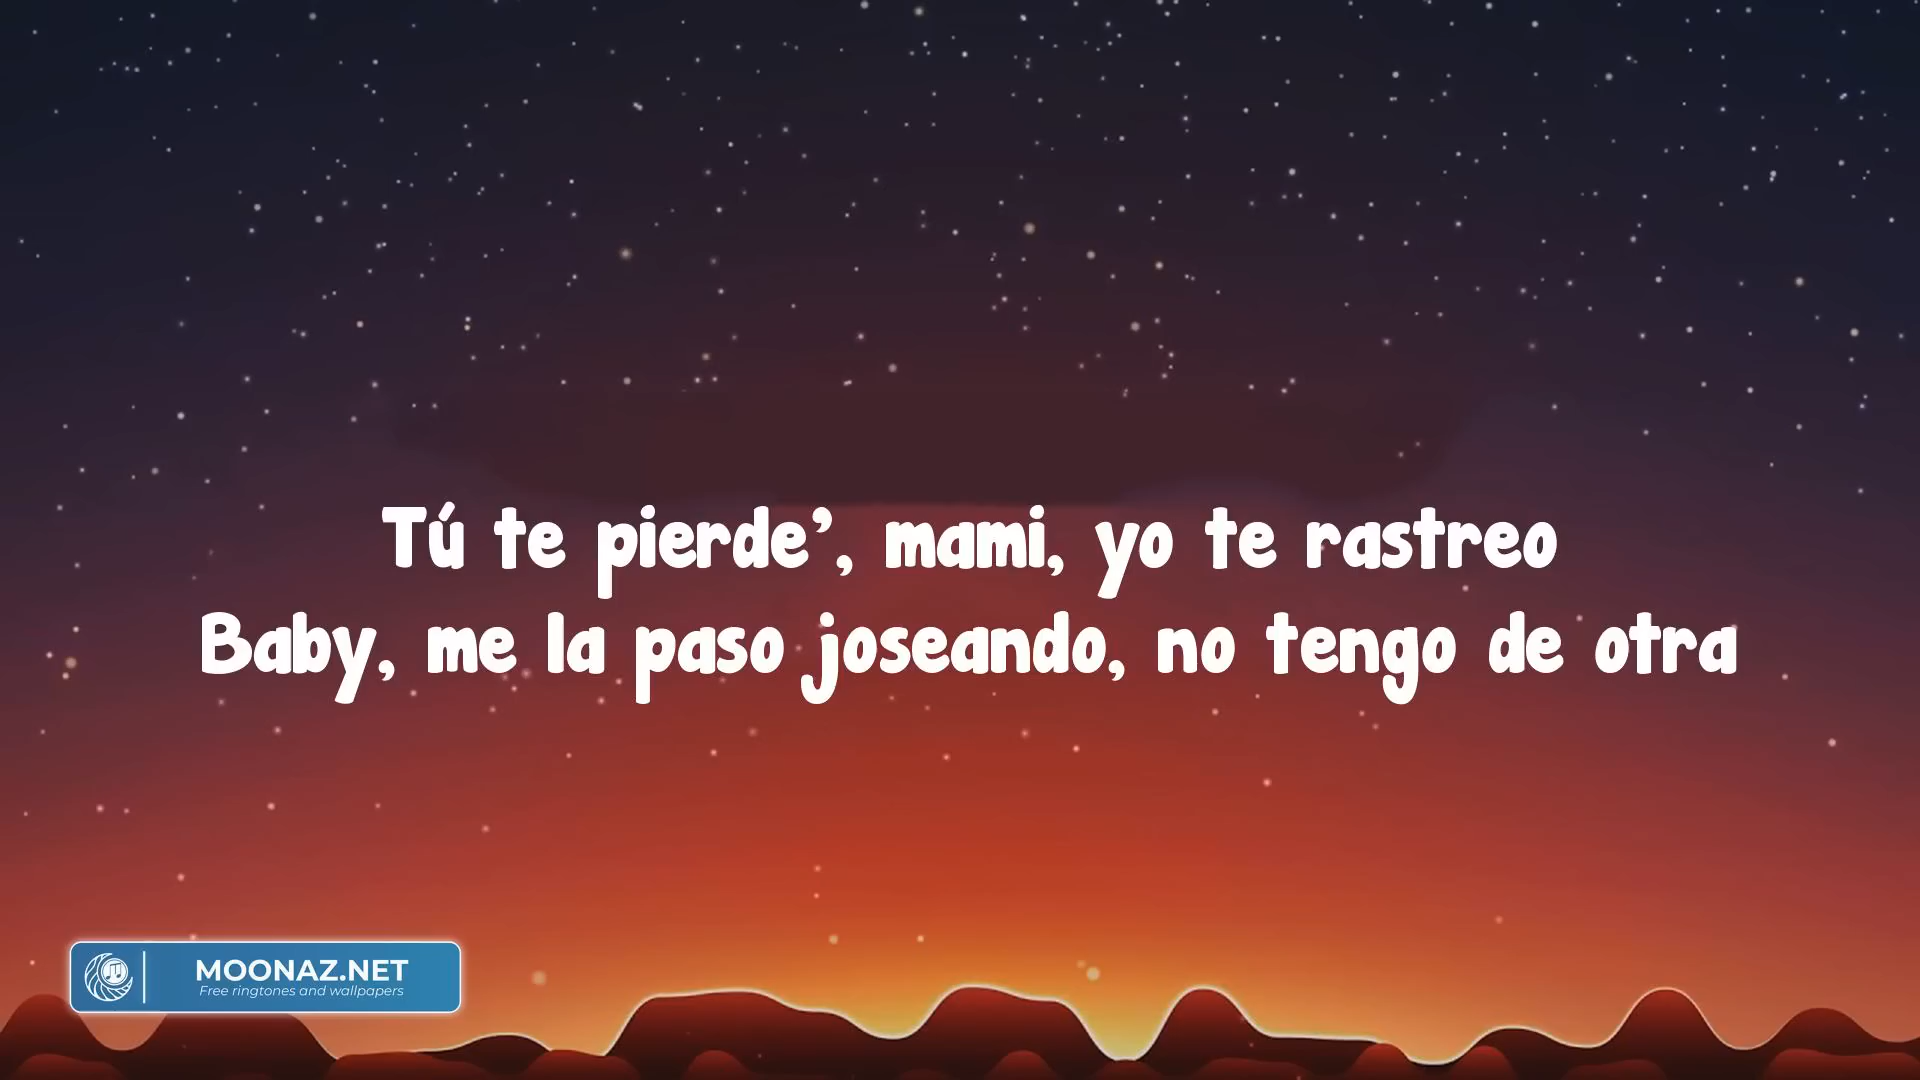 Tú te pierde’, mami, yo te rastreo
Baby, me la paso joseando, no tengo de otra
MOONAZ.NET
Free ringtones and wallpapers